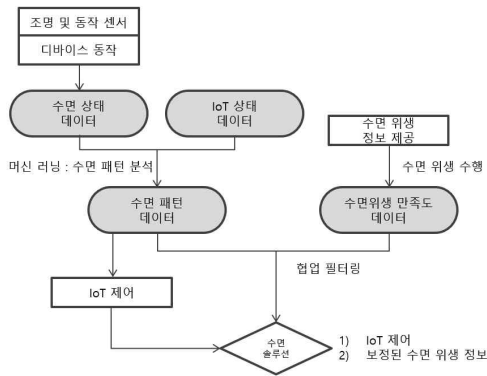 조명 및 동작 센서
디바이스 동작
수면 상태
데이터
IoT 상태
데이터
수면 위생
정보 제공
머신 러닝 : 수면 패턴 분석
수면 위생 수행
수면 패턴
데이터
수면위생 만족도
데이터
협업 필터링
IoT 제어
수면
솔루션
1) IoT 제어
2) 보정된 수면 위생 정보